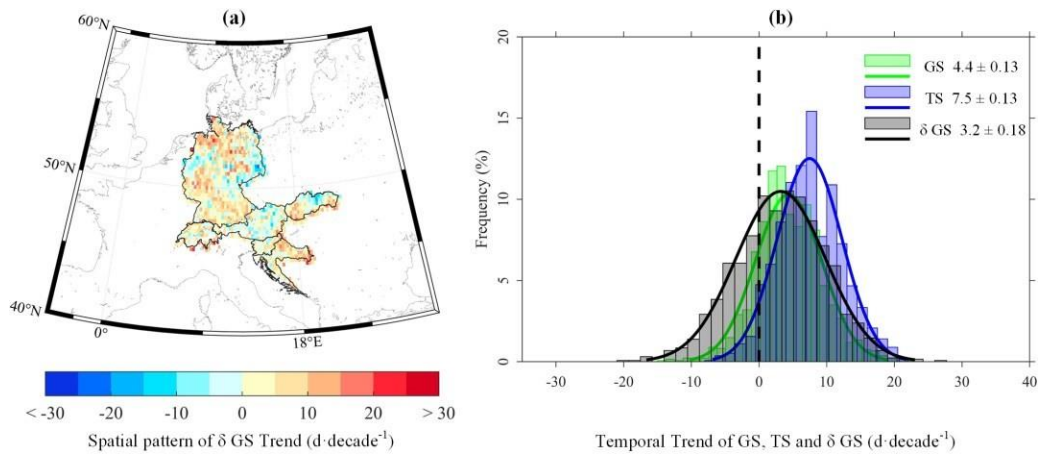 (a)
60°N
50°N
40°N
0°
18°E
< -30 -20 -10 0 10 20 > 30
Spatial pattern of δ GS Trend (d·decade⁻¹)
(b)
Frequency (%)
20
15
10
5
0
GS 4.4 ± 0.13
TS 7.5 ± 0.13
δ GS 3.2 ± 0.18
-30 -20 -10 0 10 20 30 40
Temporal Trend of GS, TS and δ GS (d·decade⁻¹)